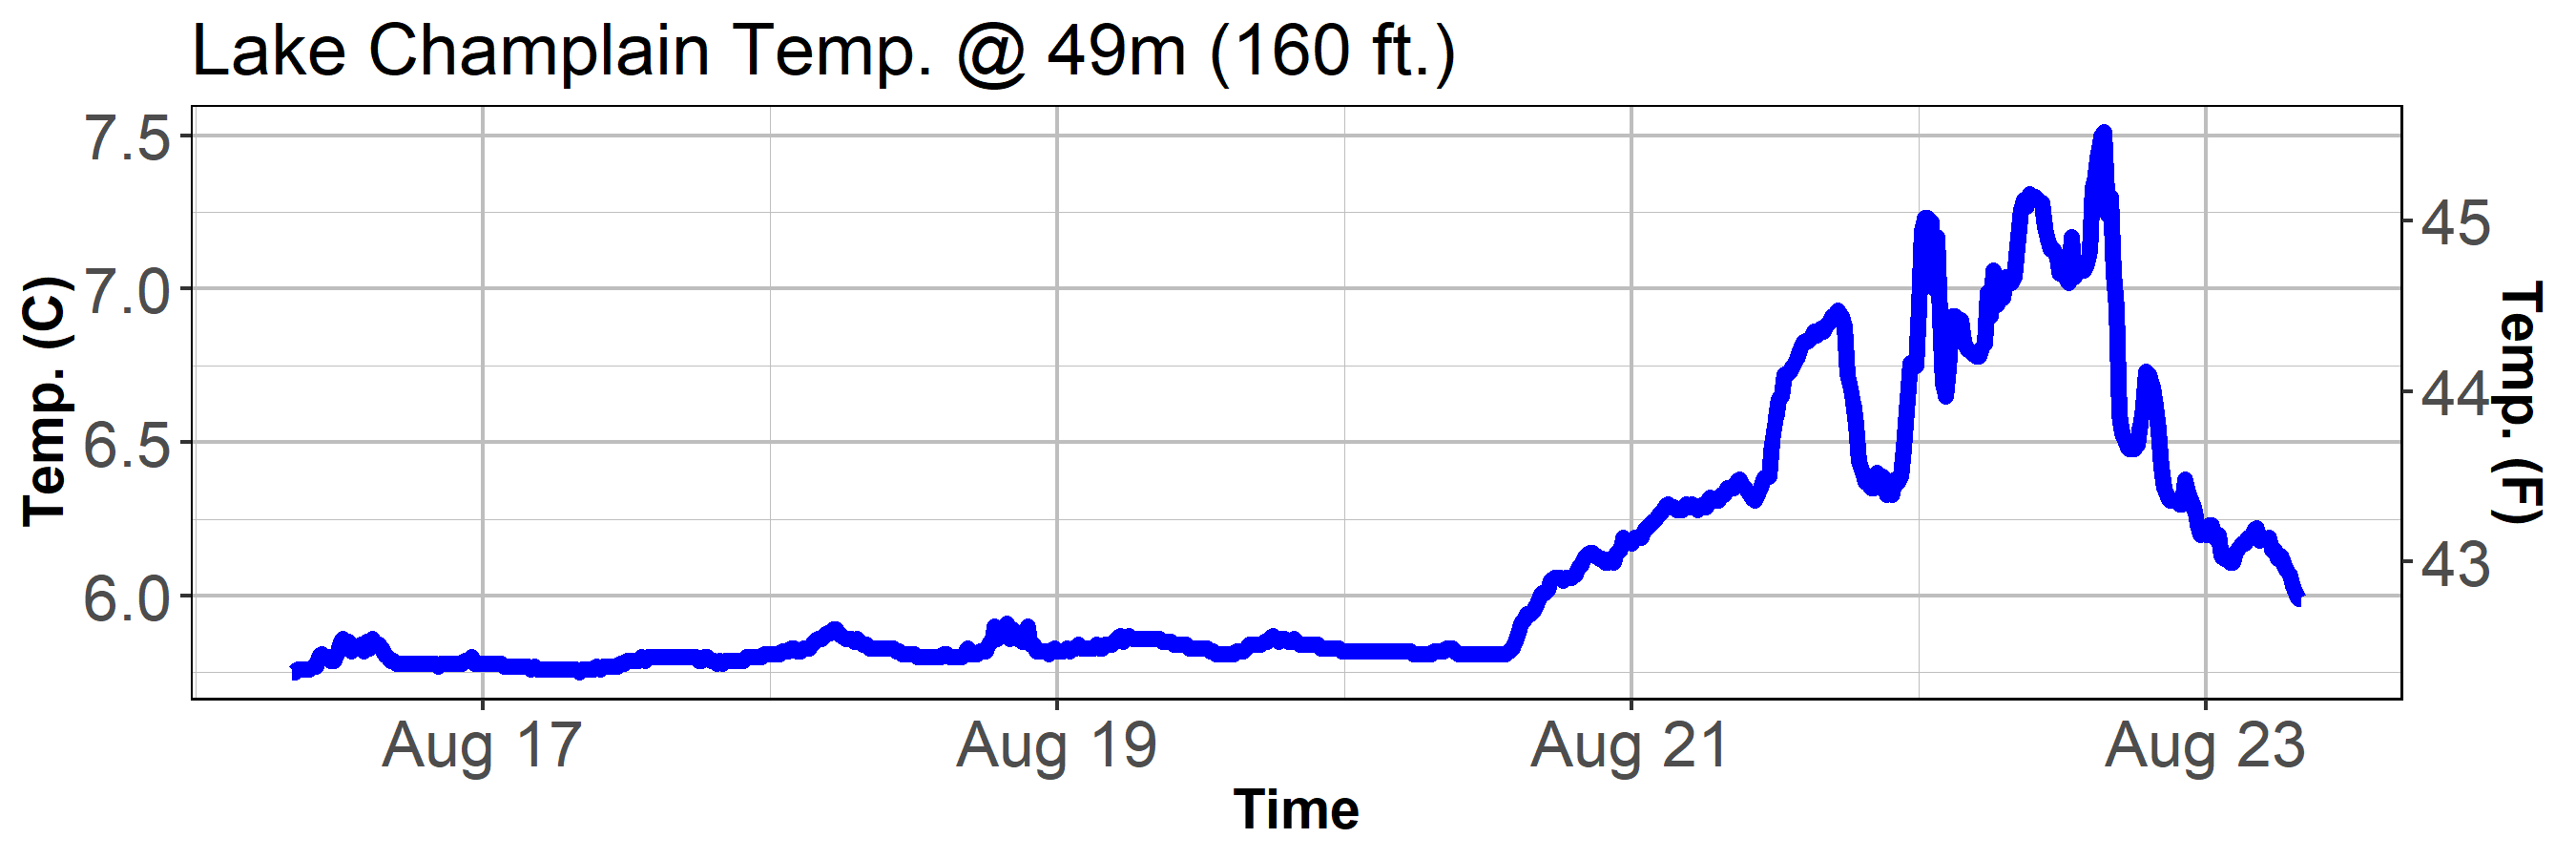 Lake Champlain Temp. @ 49m (160 ft.)
7.5
7.0
6.5
6.0
Temp. (C)
45
44
43
Temp. (F)
Aug 17 Aug 19 Aug 21 Aug 23
Time